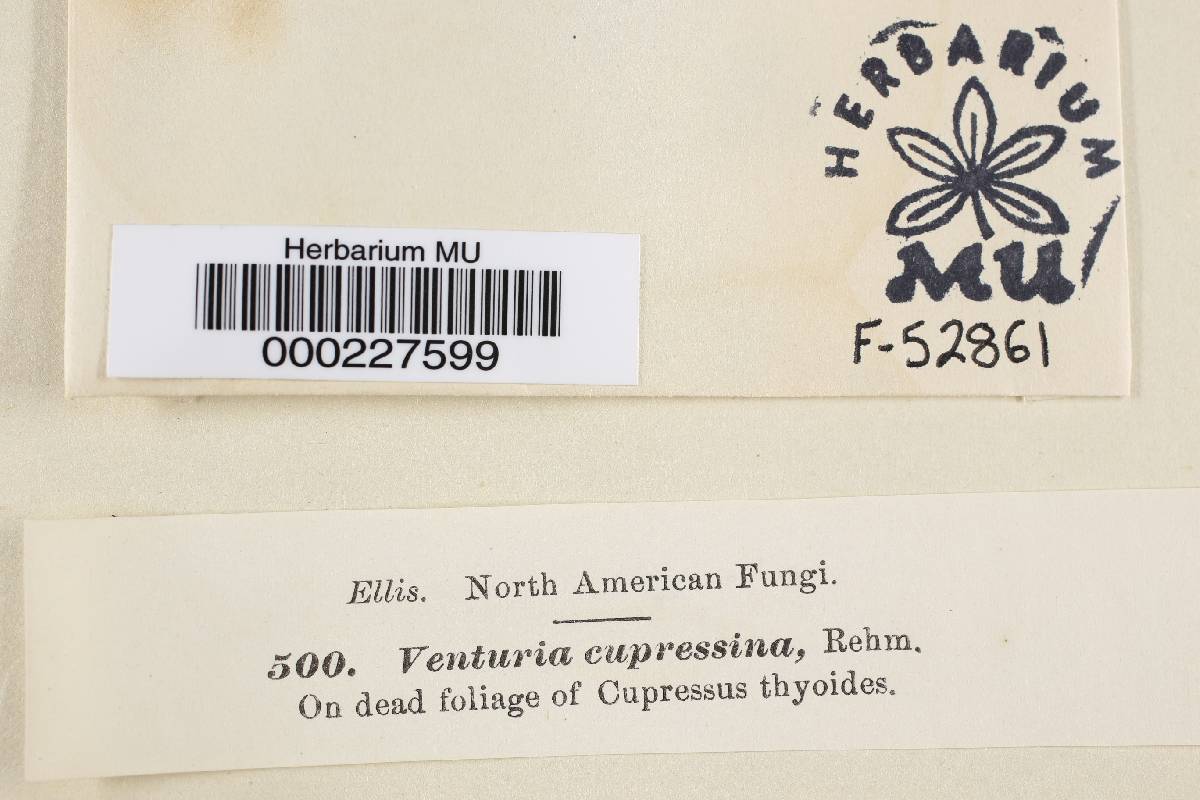 HERBARIUM
MU
F-52861
Herbarium MU
000227599
Ellis. North American Fungi.
500. Venturia cupressina, Rehm.
On dead foliage of Cupressus thyoides.